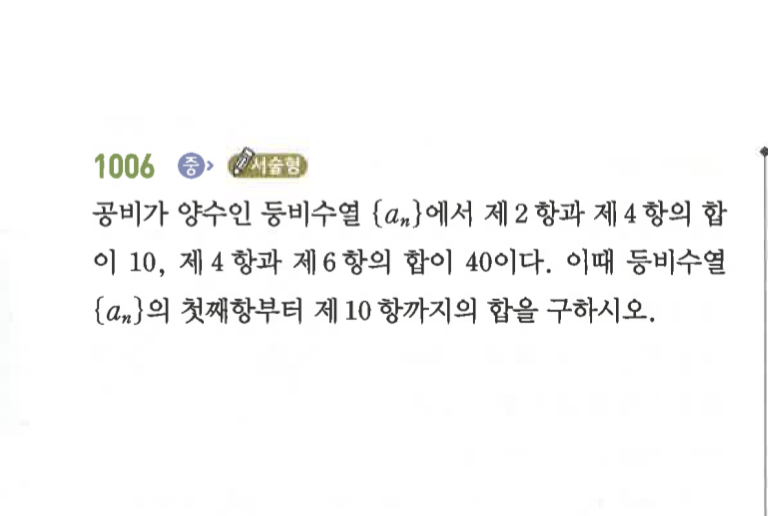 1006 중 서술형
공비가 양수인 등비수열 {aₙ}에서 제 2 항과 제 4 항의 합
이 10, 제 4 항과 제 6 항의 합이 40이다. 이때 등비수열
{aₙ}의 첫째항부터 제 10 항까지의 합을 구하시오.